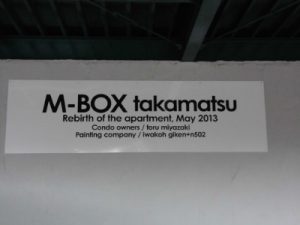 M-BOX takamatsu
Rebirth of the apartment, May 2013
Condo owners / toru miyazaki
Painting company / iwakoh giken+n502